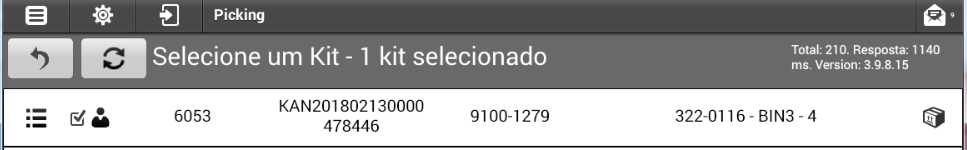 Picking
9
Selecione um Kit - 1 kit selecionado
Total: 210. Resposta: 1140
ms. Version: 3.9.8.15
6053
KAN201802130000
478446
9100-1279
322-0116 - BIN3 - 4